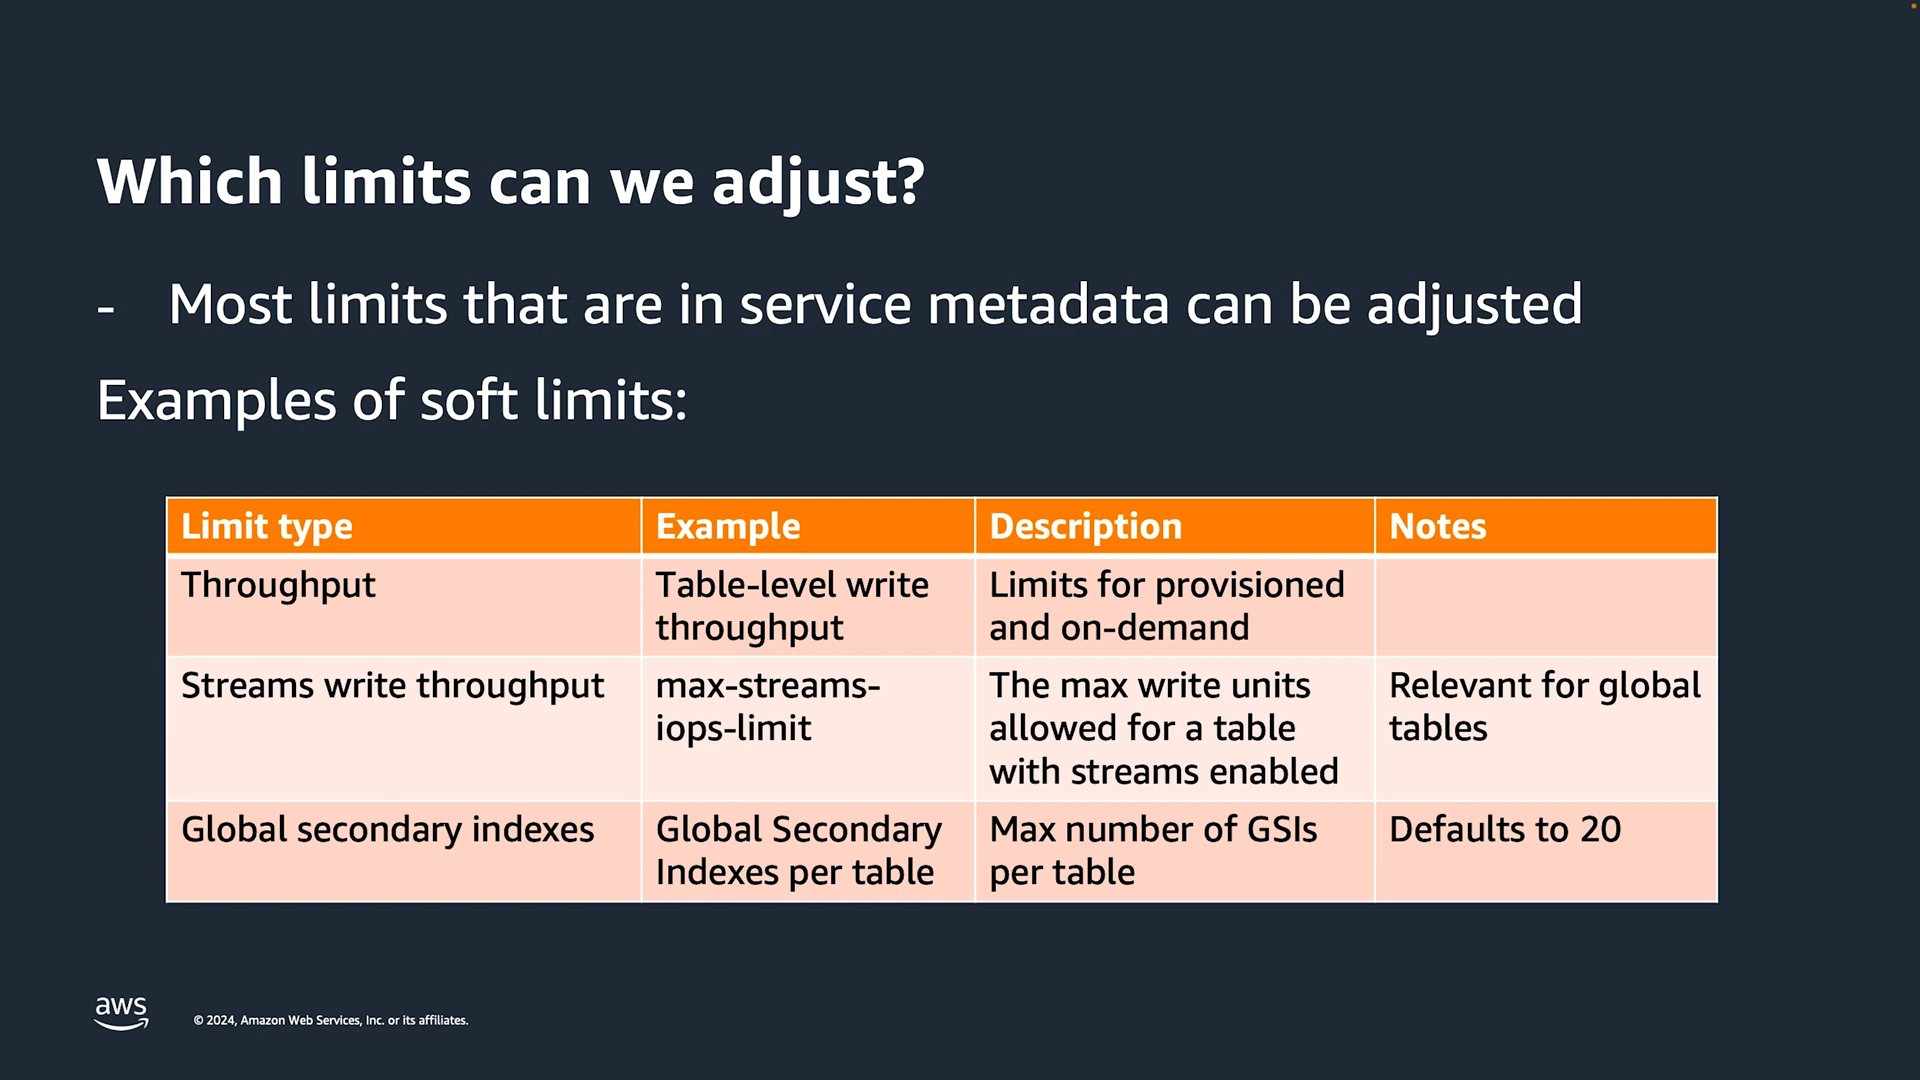 Which limits can we adjust?
- Most limits that are in service metadata can be adjusted
Examples of soft limits:
Limit type Example Description Notes
Throughput
Table-level write
throughput
Limits for provisioned
and on-demand
Streams write throughput
max-streams-
iops-limit
The max write units
allowed for a table
with streams enabled
Relevant for global
tables
Global secondary indexes
Global Secondary
Indexes per table
Max number of GSIs
per table
Defaults to 20
aws
© 2024, Amazon Web Services, Inc. or its affiliates.